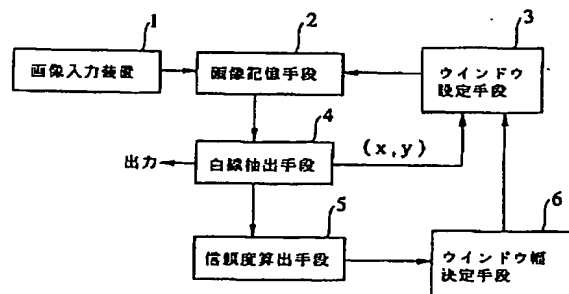 1
画像入力装置
2
画像記憶手段
3
ウインドウ
設定手段
4
白線抽出手段
出力
(x,y)
5
信頼度算出手段
6
ウインドウ幅
決定手段